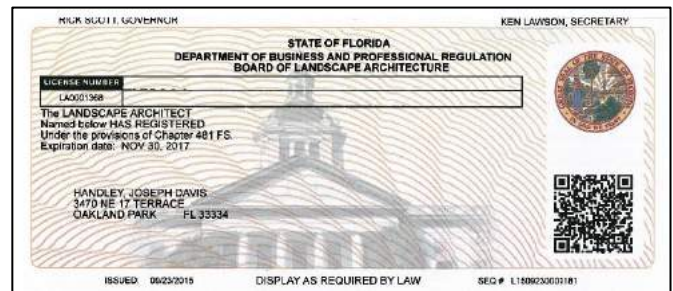 RICK SCOTT, GOVERNOR
KEN LAWSON, SECRETARY
STATE OF FLORIDA
DEPARTMENT OF BUSINESS AND PROFESSIONAL REGULATION
BOARD OF LANDSCAPE ARCHITECTURE
LICENSE NUMBER
LA0001368
The LANDSCAPE ARCHITECT
Named below HAS REGISTERED
Under the provisions of Chapter 481 FS.
Expiration date: NOV 30, 2017
HANDLEY, JOSEPH DAVIS
3470 NE 17 TERRACE
OAKLAND PARK FL 33334
ISSUED: 09/23/2015
DISPLAY AS REQUIRED BY LAW
SEQ #